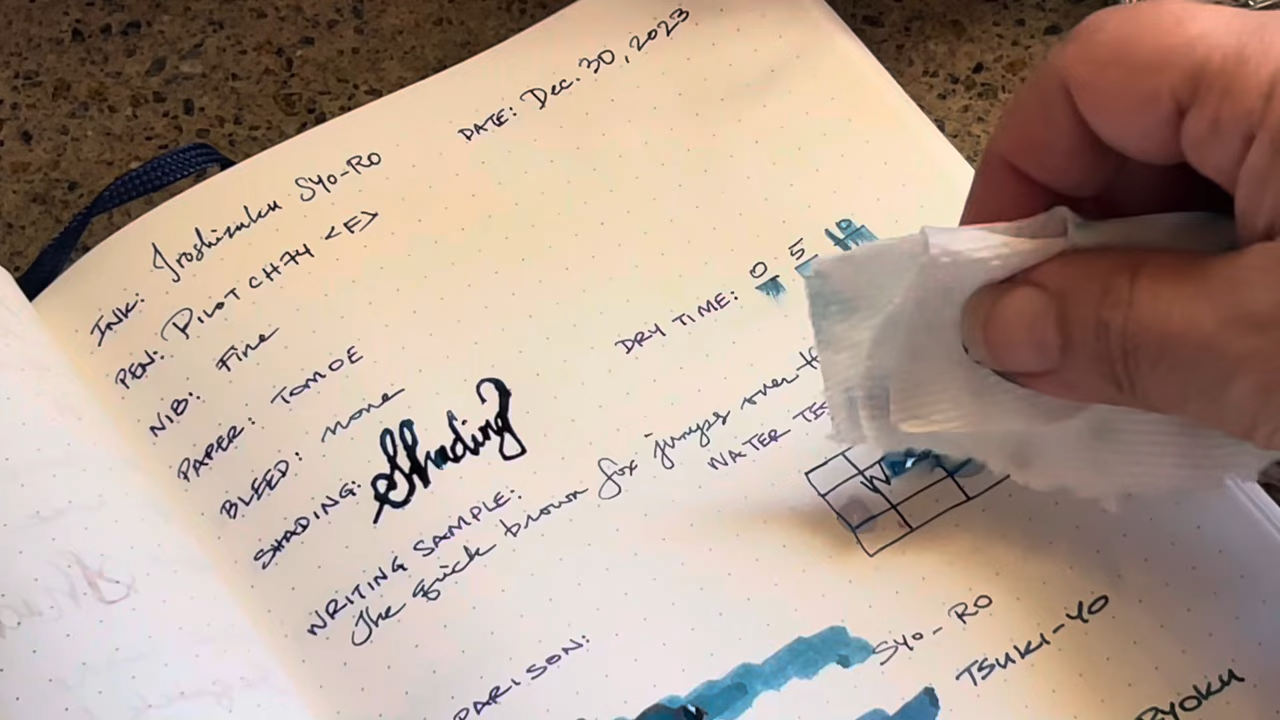 DATE: Dec. 30, 2023
INK: Iroshizuku SYO-RO
PEN: PILOT CH74 <F>
NIB: Fine
PAPER: TOMOE
BLEED: none
DRY TIME: 0 5 10
SHADING: Shading
WRITING SAMPLE:
The quick brown fox jumps over
WATER
W
SYO-RO
TSUKI-YO